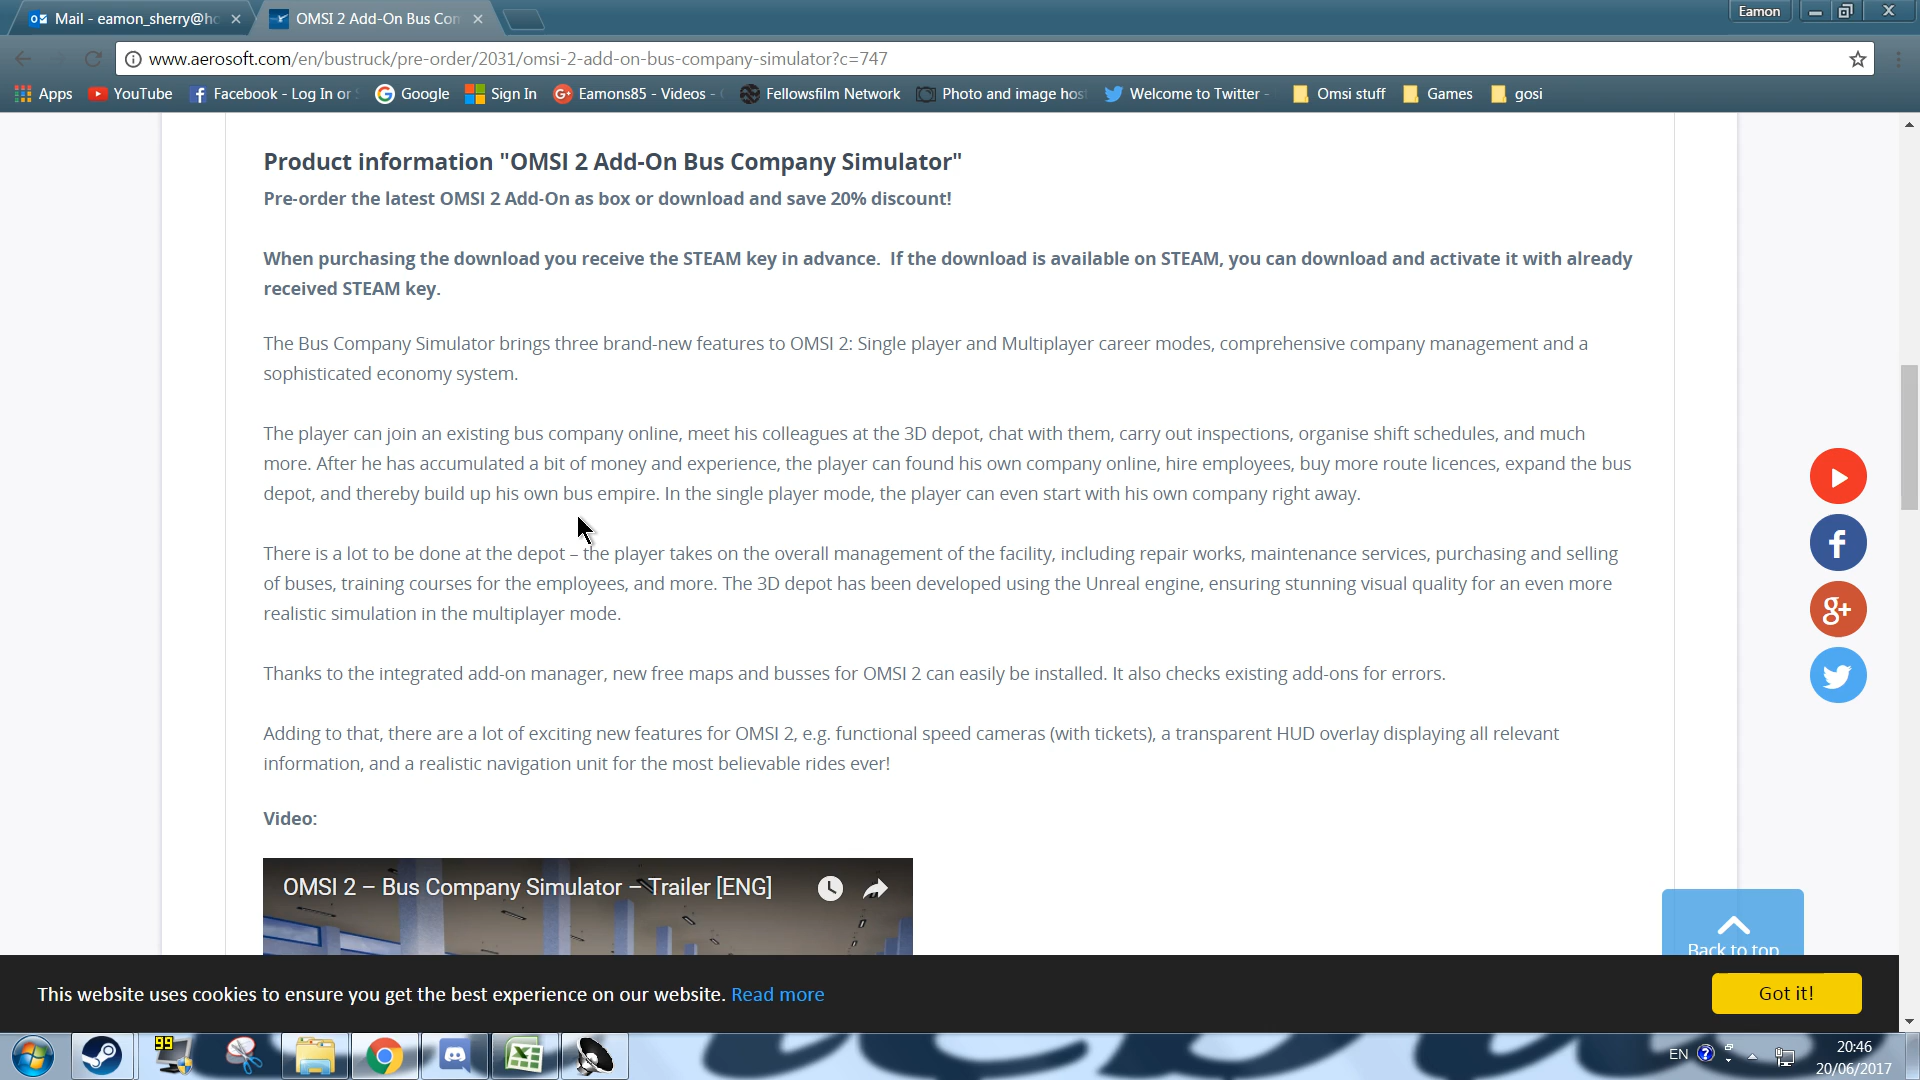 Mail - eamon_sherry@ho
OMSI 2 Add-On Bus Com
Eamon
www.aerosoft.com/en/bustruck/pre-order/2031/omsi-2-add-on-bus-company-simulator?c=747
Apps YouTube Facebook - Log In or Google Sign In Eamons85 - Videos - Fellowsfilm Network Photo and image hos Welcome to Twitter - Omsi stuff Games gosi
Product information "OMSI 2 Add-On Bus Company Simulator"
Pre-order the latest OMSI 2 Add-On as box or download and save 20% discount!
When purchasing the download you receive the STEAM key in advance. If the download is available on STEAM, you can download and activate it with already
received STEAM key.
The Bus Company Simulator brings three brand-new features to OMSI 2: Single player and Multiplayer career modes, comprehensive company management and a
sophisticated economy system.
The player can join an existing bus company online, meet his colleagues at the 3D depot, chat with them, carry out inspections, organise shift schedules, and much
more. After he has accumulated a bit of money and experience, the player can found his own company online, hire employees, buy more route licences, expand the bus
depot, and thereby build up his own bus empire. In the single player mode, the player can even start with his own company right away.
There is a lot to be done at the depot – the player takes on the overall management of the facility, including repair works, maintenance services, purchasing and selling
of buses, training courses for the employees, and more. The 3D depot has been developed using the Unreal engine, ensuring stunning visual quality for an even more
realistic simulation in the multiplayer mode.
Thanks to the integrated add-on manager, new free maps and busses for OMSI 2 can easily be installed. It also checks existing add-ons for errors.
Adding to that, there are a lot of exciting new features for OMSI 2, e.g. functional speed cameras (with tickets), a transparent HUD overlay displaying all relevant
information, and a realistic navigation unit for the most believable rides ever!
Video:
OMSI 2 – Bus Company Simulator – Trailer [ENG]
Back to top
This website uses cookies to ensure you get the best experience on our website. Read more
Got it!
99
EN
20:46
20/06/2017